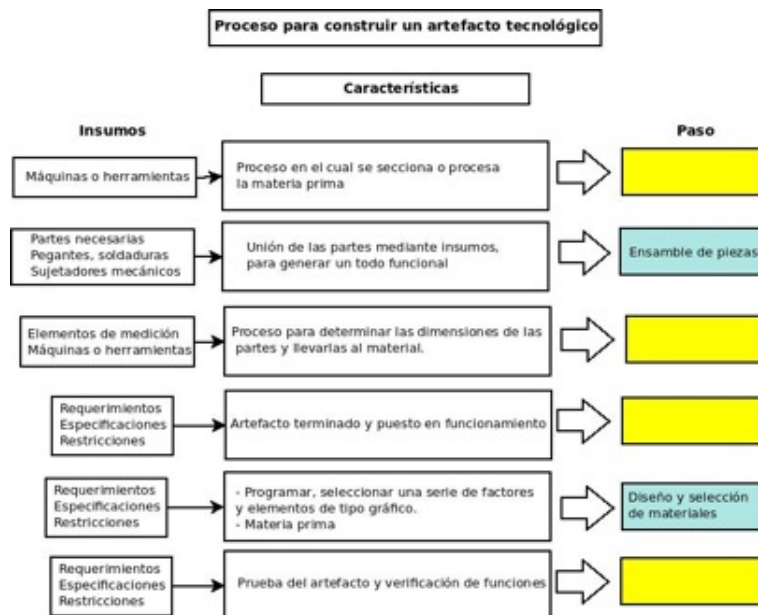 Proceso para construir un artefacto tecnológico
Características
Insumos
Paso
Máquinas o herramientas
Proceso en el cual se secciona o procesa
la materia prima
Partes necesarias
Pegantes, soldaduras
Sujetadores mecánicos
Unión de las partes mediante insumos,
para generar un todo funcional
Ensamble de piezas
Elementos de medición
Máquinas o herramientas
Proceso para determinar las dimensiones de las
partes y llevarlas al material.
Requerimientos
Especificaciones
Restricciones
Artefacto terminado y puesto en funcionamiento
Requerimientos
Especificaciones
Restricciones
- Programar, seleccionar una serie de factores
y elementos de tipo gráfico.
- Materia prima
Diseño y selección
de materiales
Requerimientos
Especificaciones
Restricciones
Prueba del artefacto y verificación de funciones